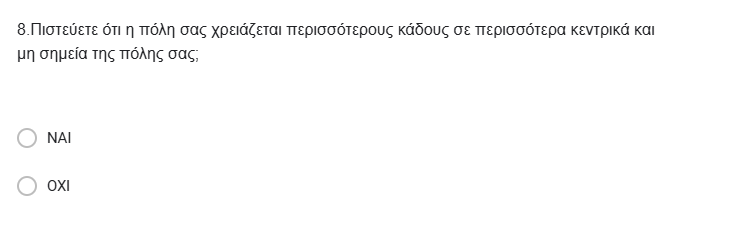 8.Πιστεύετε ότι η πόλη σας χρειάζεται περισσότερους κάδους σε περισσότερα κεντρικά και
μη σημεία της πόλης σας;
ΝΑΙ
ΟΧΙ